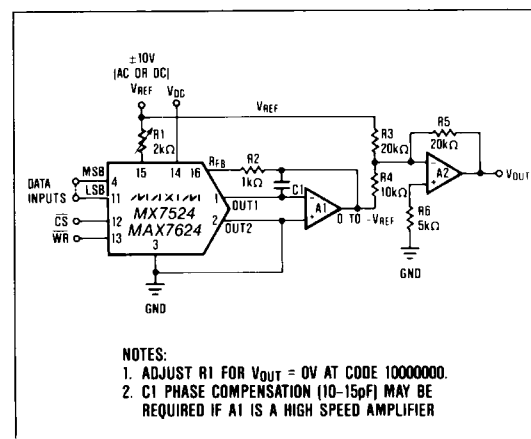 ±10V
(AC OR DC)
VREF
VDC
VREF
R1
2kΩ
R3
20kΩ
R5
20kΩ
15
14
16
RFB
R2
1kΩ
R4
10kΩ
A2
VOUT
DATA
INPUTS
MSB
LSB
4
11
MAXIM
MX7524
MAX7624
1
OUT1
C1
A1
0 TO -VREF
CS
12
2
OUT2
R6
5kΩ
WR
13
3
GND
GND
NOTES:
1. ADJUST R1 FOR VOUT = 0V AT CODE 10000000.
2. C1 PHASE COMPENSATION (10-15pF) MAY BE
REQUIRED IF A1 IS A HIGH SPEED AMPLIFIER